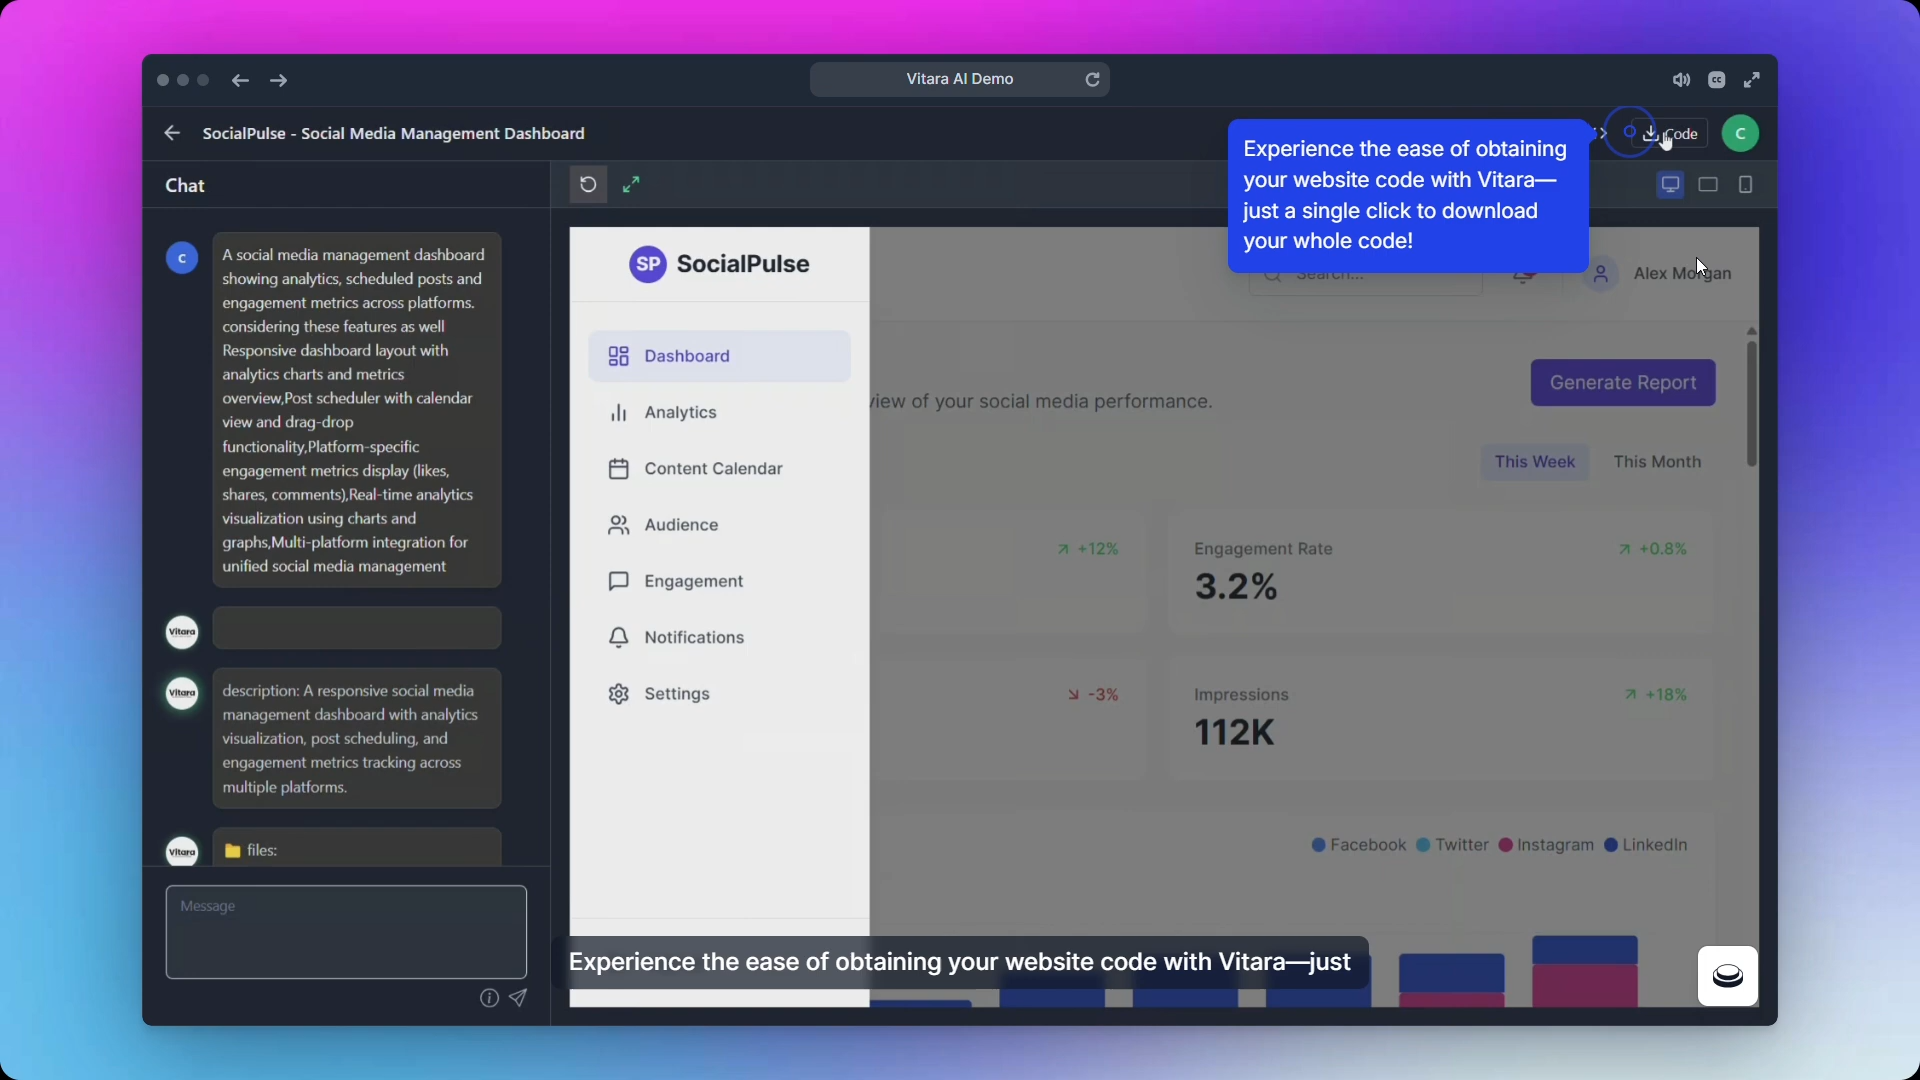 Vitara AI Demo
CC
SocialPulse - Social Media Management Dashboard
Code
C
Experience the ease of obtaining
your website code with Vitara—
just a single click to download
your whole code!
Chat
C
A social media management dashboard
showing analytics, scheduled posts and
engagement metrics across platforms.
considering these features as well
Responsive dashboard layout with
analytics charts and metrics
overview,Post scheduler with calendar
view and drag-drop
functionality,Platform-specific
engagement metrics display (likes,
shares, comments),Real-time analytics
visualization using charts and
graphs,Multi-platform integration for
unified social media management
Vitara
Vitara
description: A responsive social media
management dashboard with analytics
visualization, post scheduling, and
engagement metrics tracking across
multiple platforms.
Vitara
files:
Message
SP SocialPulse
Dashboard
Analytics
Content Calendar
Audience
Engagement
Notifications
Settings
Search...
Alex Morgan
view of your social media performance.
Generate Report
This Week
This Month
+12%
Engagement Rate
+0.8%
3.2%
-3%
Impressions
+18%
112K
Facebook
Twitter
Instagram
LinkedIn
Experience the ease of obtaining your website code with Vitara—just